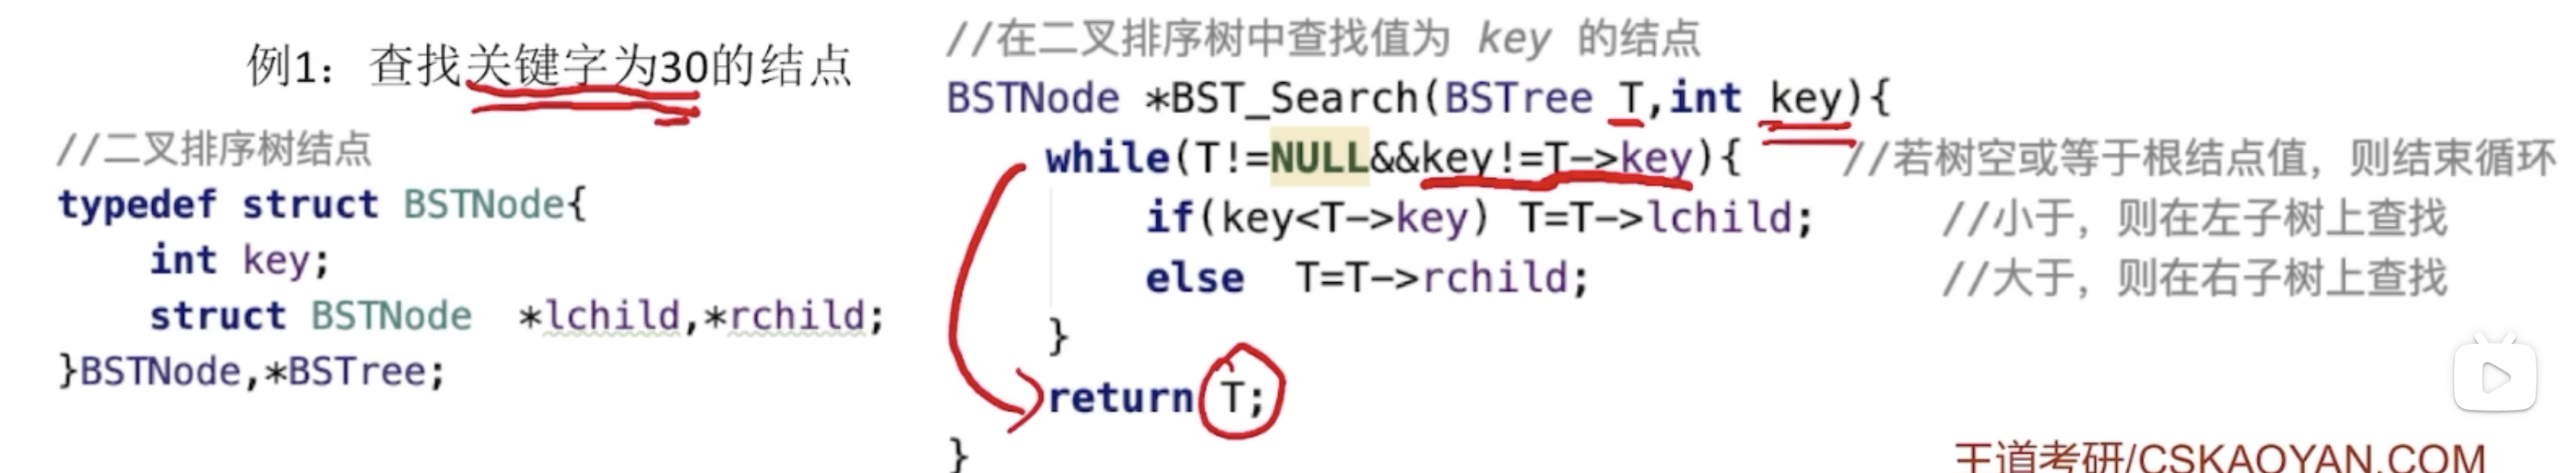 例1：查找关键字为30的结点
//二叉排序树结点
typedef struct BSTNode{
    int key;
    struct BSTNode  *lchild,*rchild;
}BSTNode,*BSTree;
//在二叉排序树中查找值为 key 的结点
BSTNode *BST_Search(BSTree T,int key){
    while(T!=NULL&&key!=T->key){    //若树空或等于根结点值，则结束循环
        if(key<T->key) T=T->lchild;    //小于，则在左子树上查找
        else  T=T->rchild;    //大于，则在右子树上查找
    }
    return T;
}
王道考研/CSKAOYAN.COM